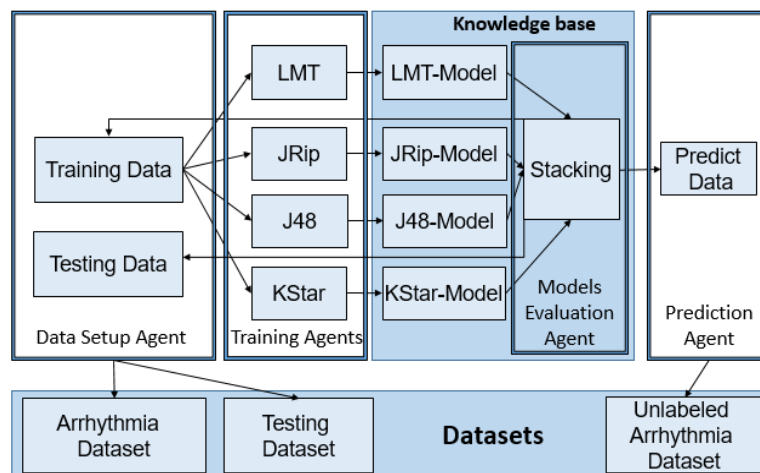 Knowledge base
LMT
LMT-Model
Training Data
JRip
JRip-Model
Stacking
Predict
Data
J48
J48-Model
Testing Data
KStar
KStar-Model
Models
Evaluation
Agent
Data Setup Agent
Training Agents
Prediction
Agent
Arrhythmia
Dataset
Testing
Dataset
Datasets
Unlabeled
Arrhythmia
Dataset